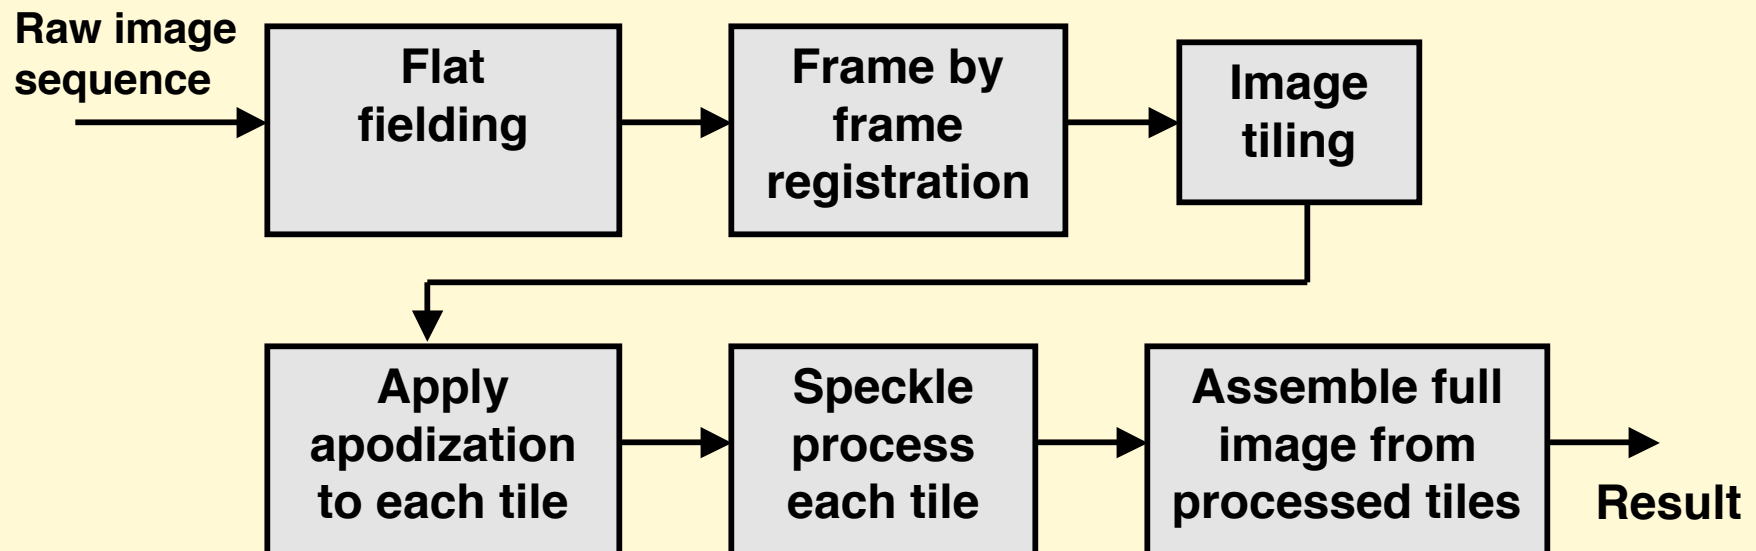 Raw image
sequence
Flat
fielding
Frame by
frame
registration
Image
tiling
Apply
apodization
to each tile
Speckle
process
each tile
Assemble full
image from
processed tiles
Result